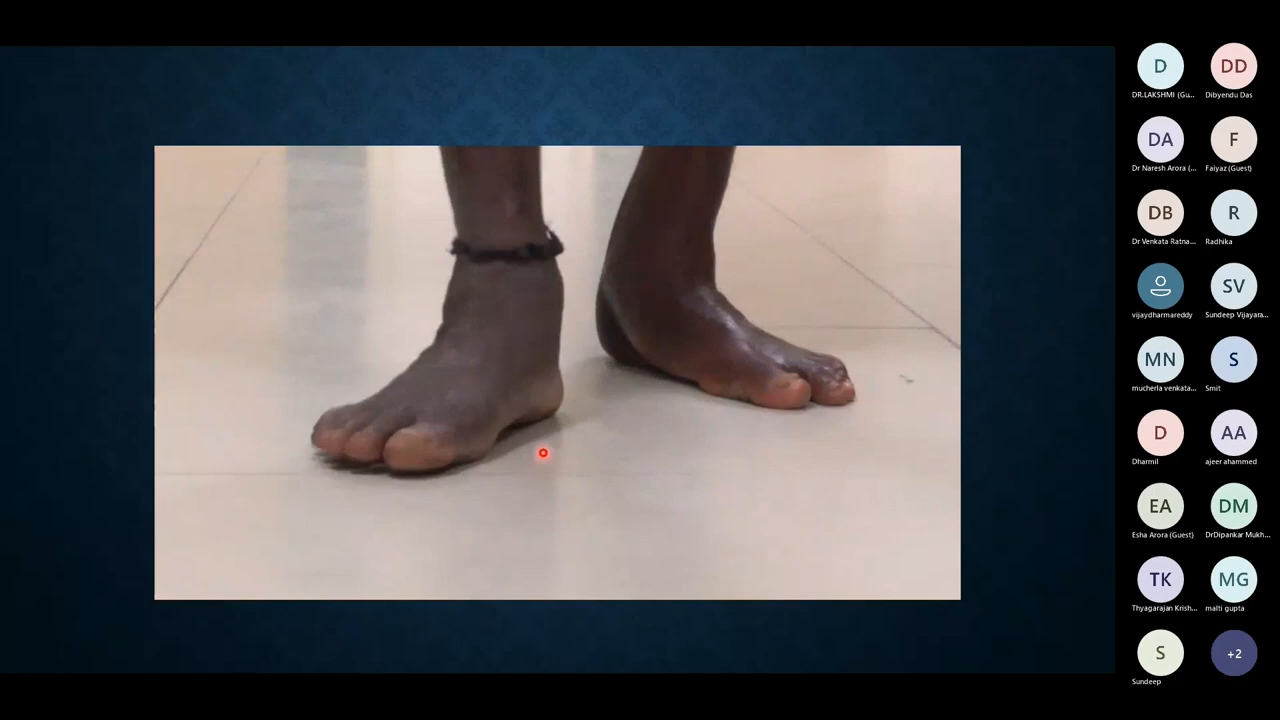 D DD
DR.LAKSHMI (Gu... Dibyendu Das
DA F
Dr Naresh Arora (... Faiyaz (Guest)
DB R
Dr Venkata Ratna... Radhika
SV
vijaydharmareddy Sundeep Vijayara...
MN S
mucherla venkata... Smit
D AA
Dharmil ajeer ahammed
EA DM
Esha Arora (Guest) DrDipankar Mukh...
TK MG
Thyagarajan Krish... malti gupta
S +2
Sundeep